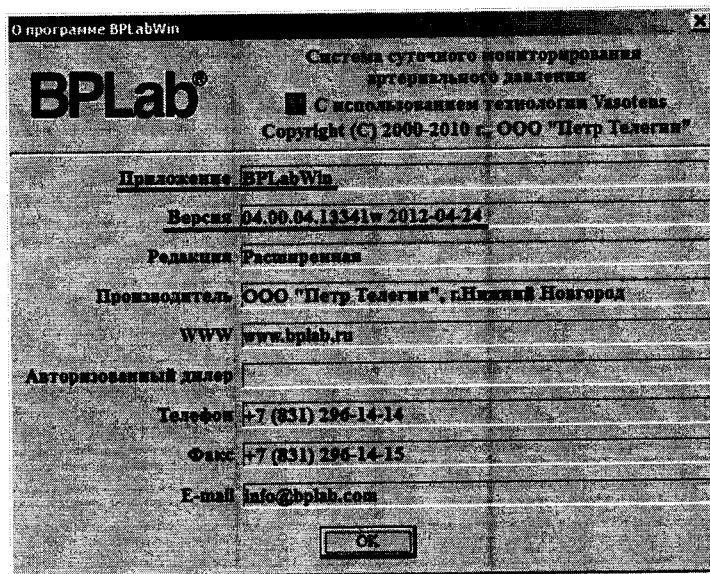 О программе BPLabWin
BPLab®
Система суточного мониторирования
артериального давления
С использованием технологии Vasotens
Copyright (C) 2000-2010 г., ООО "Петр Телегин"
Приложение BPLabWin
Версия 04.00.04.13341w 2012-04-24
Редакция Расширенная
Производитель ООО "Петр Телегин", г.Нижний Новгород
WWW www.bplab.ru
Авторизованный дилер
Телефон +7 (831) 296-14-14
Факс +7 (831) 296-14-15
E-mail info@bplab.com
OK